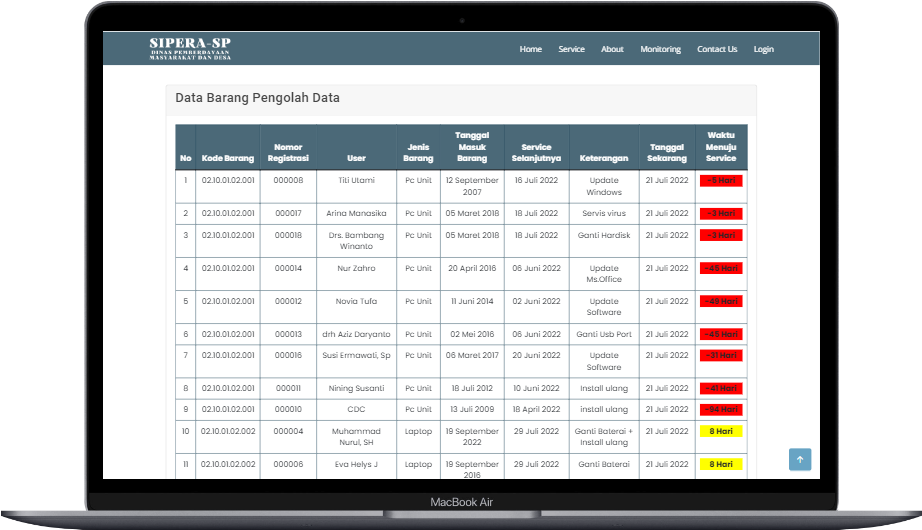 SIPERA-SP
DINAS PEMBERDAYAAN
MASYARAKAT DAN DESA
Home Service About Monitoring Contact Us Login
Data Barang Pengolah Data
No Kode Barang Nomor Registrasi User Jenis Barang Tanggal Masuk Barang Service Selanjutnya Keterangan Tanggal Sekarang Waktu Menuju Service
1 02.10.01.02.001 000008 Titi Utami Pc Unit 12 September 2007 16 Juli 2022 Update Windows 21 Juli 2022 -5 Hari
2 02.10.01.02.001 000017 Arina Manasika Pc Unit 05 Maret 2018 18 Juli 2022 Servis virus 21 Juli 2022 -3 Hari
3 02.10.01.02.001 000018 Drs. Bambang Winanto Pc Unit 05 Maret 2018 18 Juli 2022 Ganti Hardisk 21 Juli 2022 -3 Hari
4 02.10.01.02.001 000014 Nur Zahro Pc Unit 20 April 2016 06 Juni 2022 Update Ms.Office 21 Juli 2022 -45 Hari
5 02.10.01.02.001 000012 Novia Tufa Pc Unit 11 Juni 2014 02 Juni 2022 Update Software 21 Juli 2022 -49 Hari
6 02.10.01.02.001 000013 drh Aziz Daryanto Pc Unit 02 Mei 2016 06 Juni 2022 Ganti Usb Port 21 Juli 2022 -45 Hari
7 02.10.01.02.001 000016 Susi Ermawati, Sp Pc Unit 06 Maret 2017 20 Juni 2022 Update Software 21 Juli 2022 -31 Hari
8 02.10.01.02.001 000011 Nining Susanti Pc Unit 18 Juli 2012 10 Juni 2022 Install ulang 21 Juli 2022 -41 Hari
9 02.10.01.02.001 000010 CDC Pc Unit 13 Juli 2009 18 April 2022 install ulang 21 Juli 2022 -94 Hari
10 02.10.01.02.002 000004 Muhammad Nurul, SH Laptop 19 September 2022 29 Juli 2022 Ganti Baterai + Install ulang 21 Juli 2022 8 Hari
11 02.10.01.02.002 000006 Eva Helys J Laptop 19 September 2016 29 Juli 2022 Ganti Baterai 21 Juli 2022 8 Hari
MacBook Air